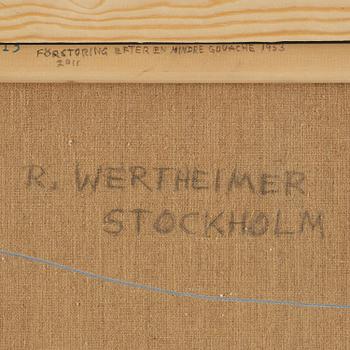 FÖRSTORING EFTER EN MINDRE GOUACHE 1953
2011
R. WERTHEIMER
STOCKHOLM